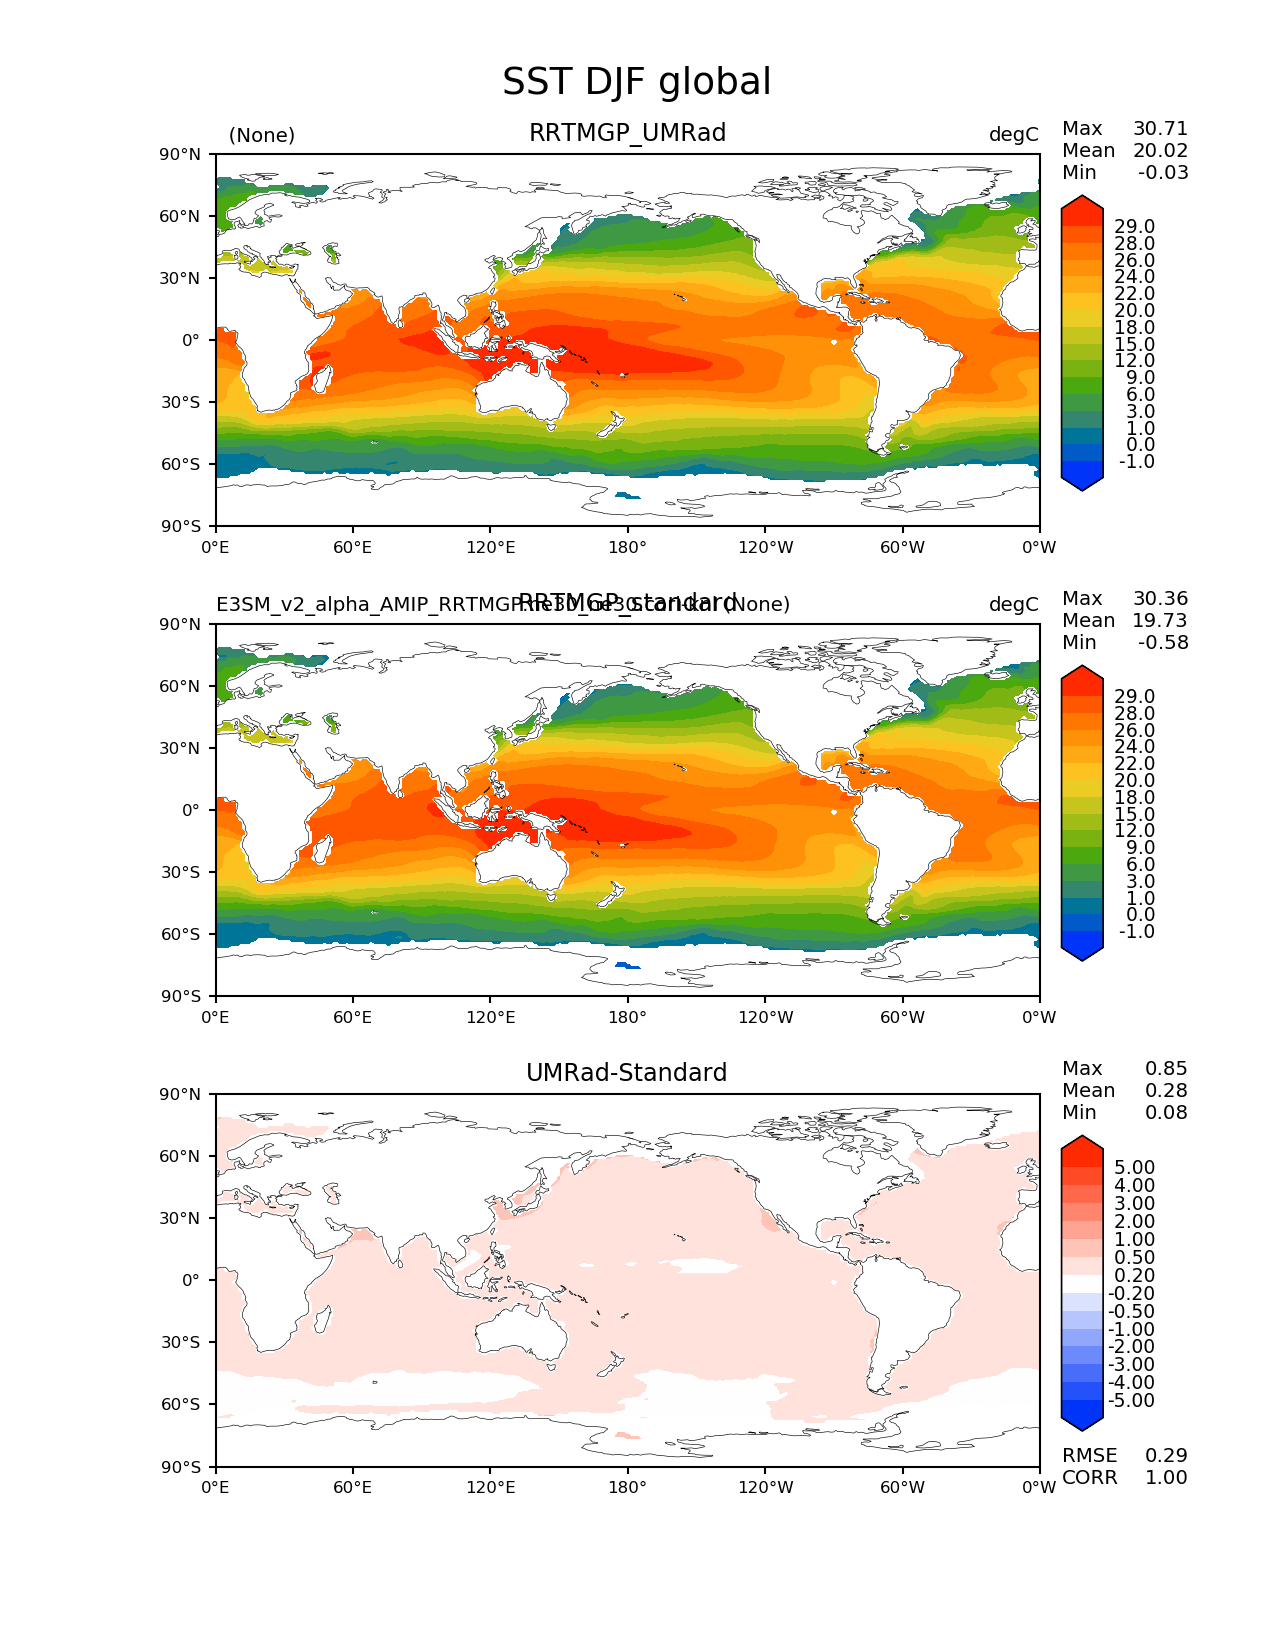 SST DJF global
(None) RRTMGP_UMRad degC
Max 30.71
Mean 20.02
Min -0.03
90°N
60°N
30°N
0°
30°S
60°S
90°S
0°E 60°E 120°E 180° 120°W 60°W 0°W
29.0
28.0
26.0
24.0
22.0
20.0
18.0
15.0
12.0
9.0
6.0
3.0
1.0
0.0
-1.0
RRTMGP_standard
E3SM_v2_alpha_AMIP_RRTMGP (None) degC
Max 30.36
Mean 19.73
Min -0.58
90°N
60°N
30°N
0°
30°S
60°S
90°S
0°E 60°E 120°E 180° 120°W 60°W 0°W
29.0
28.0
26.0
24.0
22.0
20.0
18.0
15.0
12.0
9.0
6.0
3.0
1.0
0.0
-1.0
UMRad-Standard
Max 0.85
Mean 0.28
Min 0.08
90°N
60°N
30°N
0°
30°S
60°S
90°S
0°E 60°E 120°E 180° 120°W 60°W 0°W
5.00
4.00
3.00
2.00
1.00
0.50
0.20
-0.20
-0.50
-1.00
-2.00
-3.00
-4.00
-5.00
RMSE 0.29
CORR 1.00